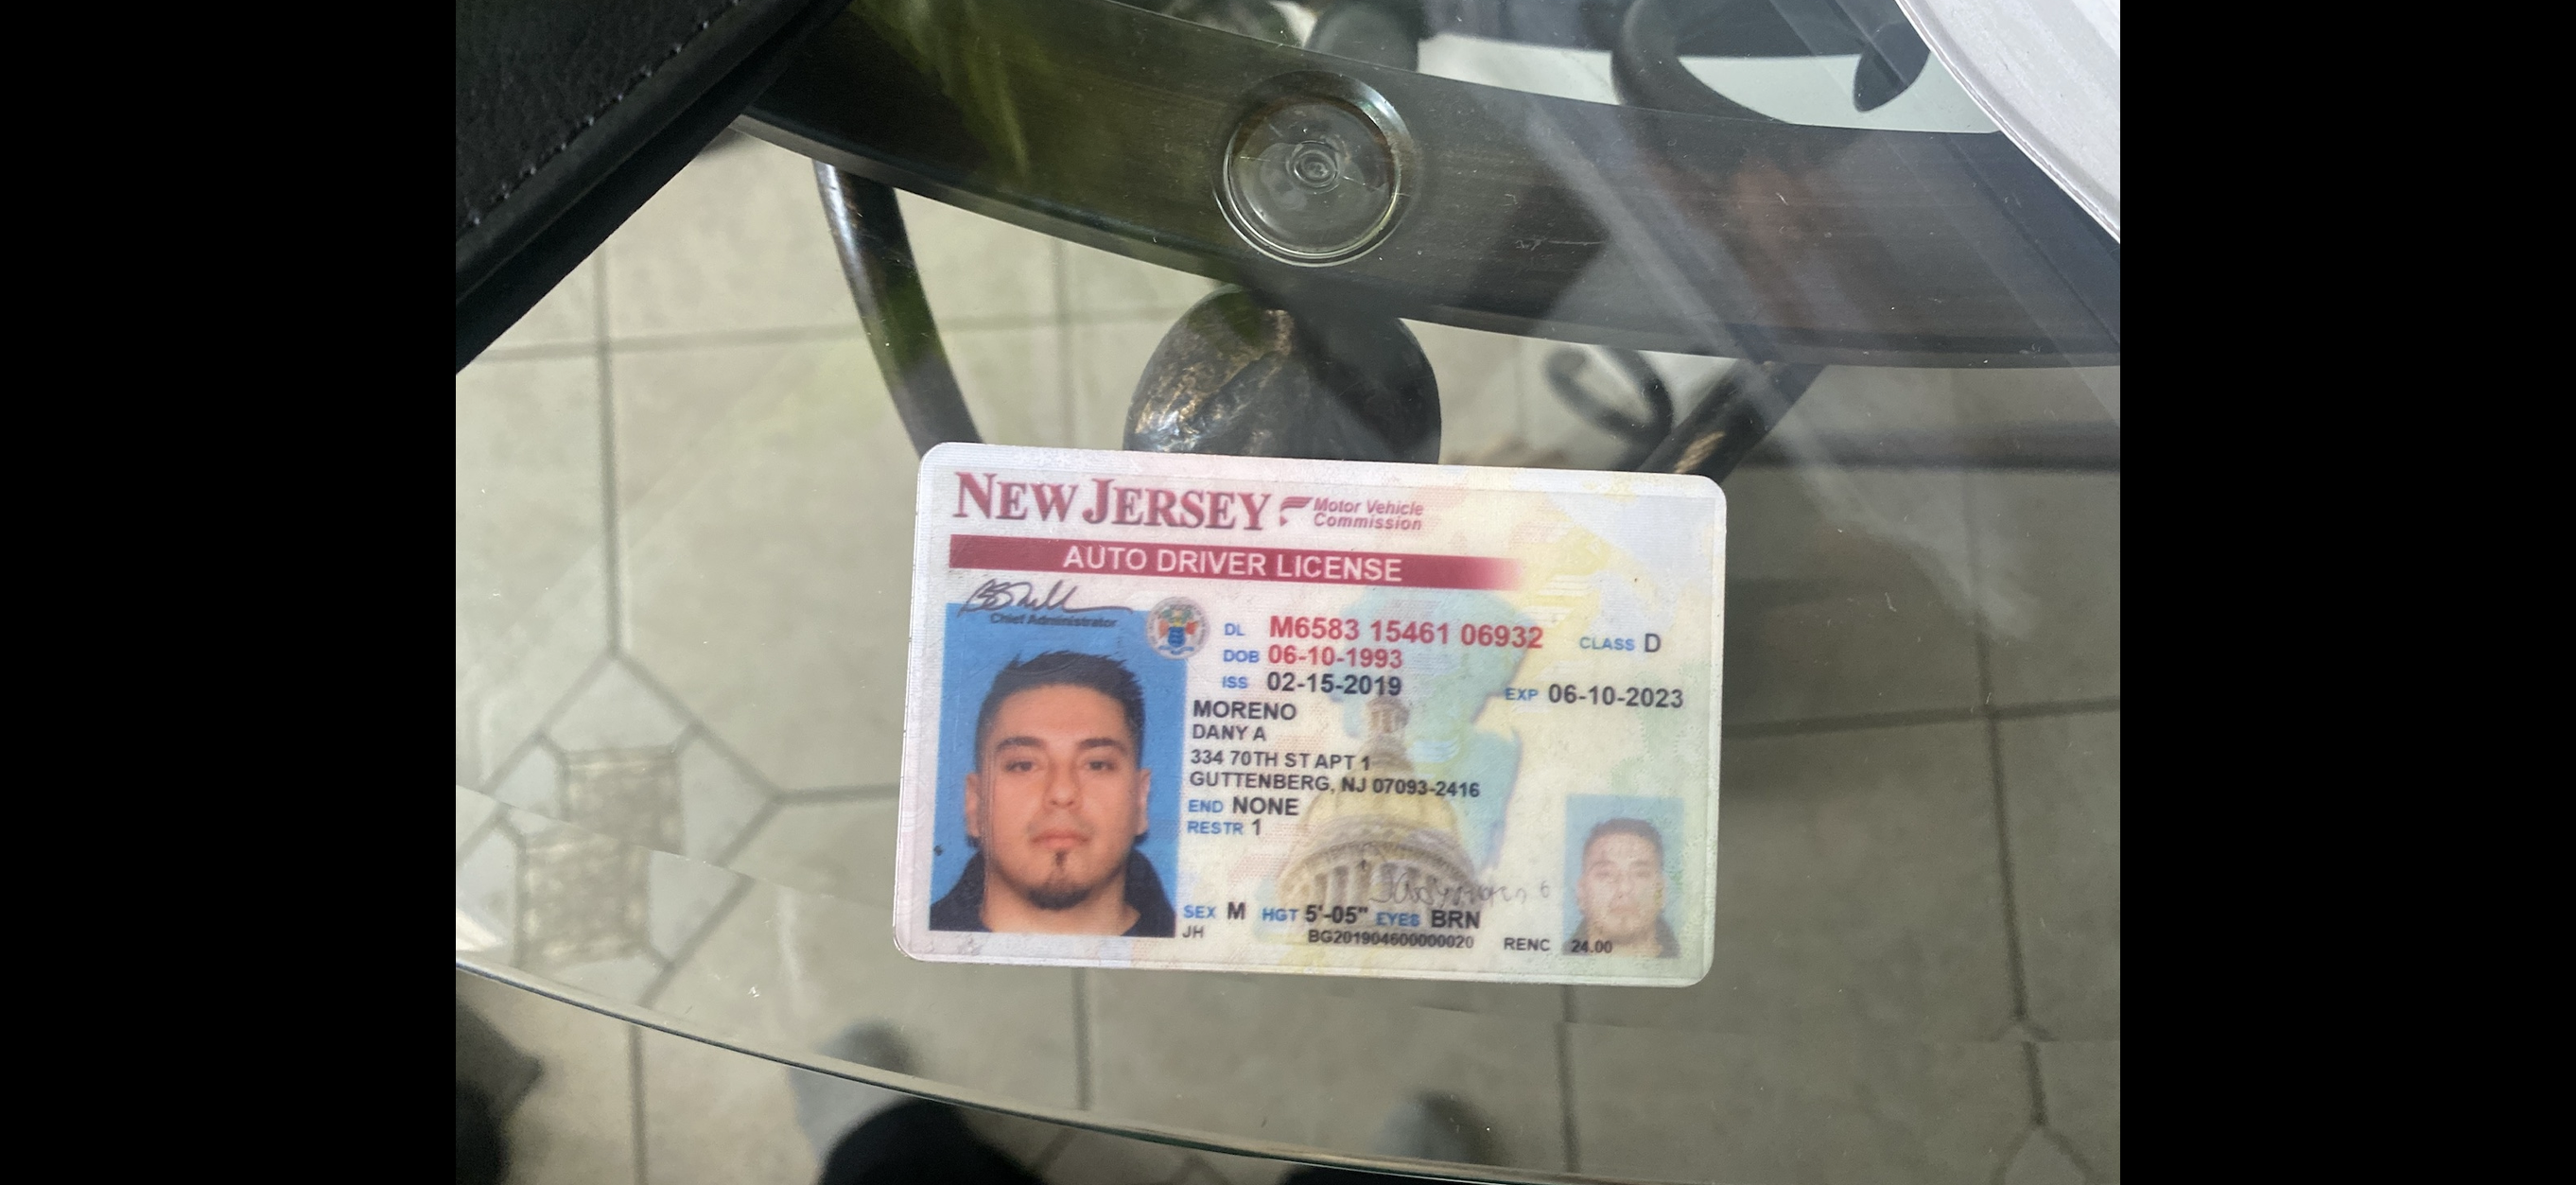 NEW JERSEY Motor Vehicle Commission
AUTO DRIVER LICENSE
Chief Administrator
DL M6583 15461 06932 CLASS D
DOB 06-10-1993
ISS 02-15-2019 EXP 06-10-2023
MORENO
DANY A
334 70TH ST APT 1
GUTTENBERG, NJ 07093-2416
END NONE
RESTR 1
SEX M HGT 5'-05" EYES BRN
JH BG201904600000020 RENC 24.00